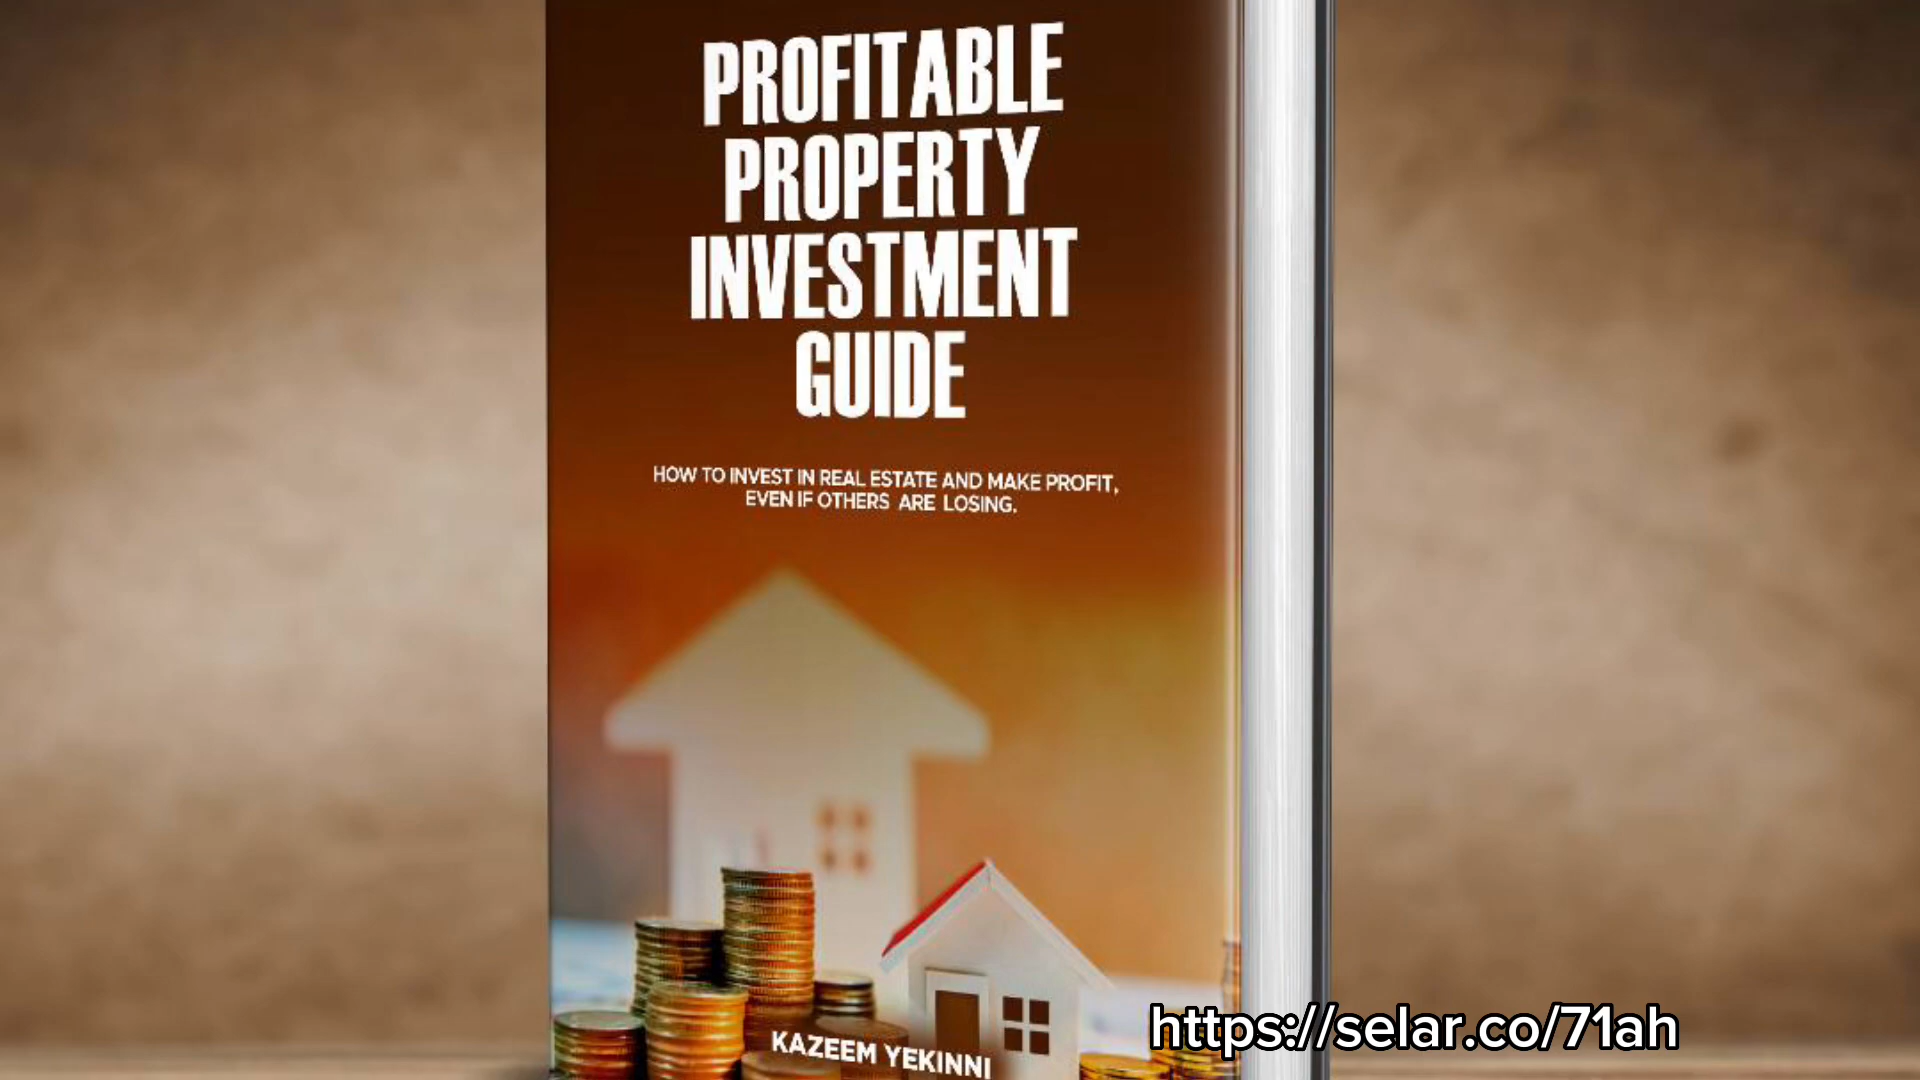 PROFITABLE
PROPERTY
INVESTMENT
GUIDE
HOW TO INVEST IN REAL ESTATE AND MAKE PROFIT,
EVEN IF OTHERS ARE LOSING.
KAZEEM YEKINNI
https://selar.co/71ah